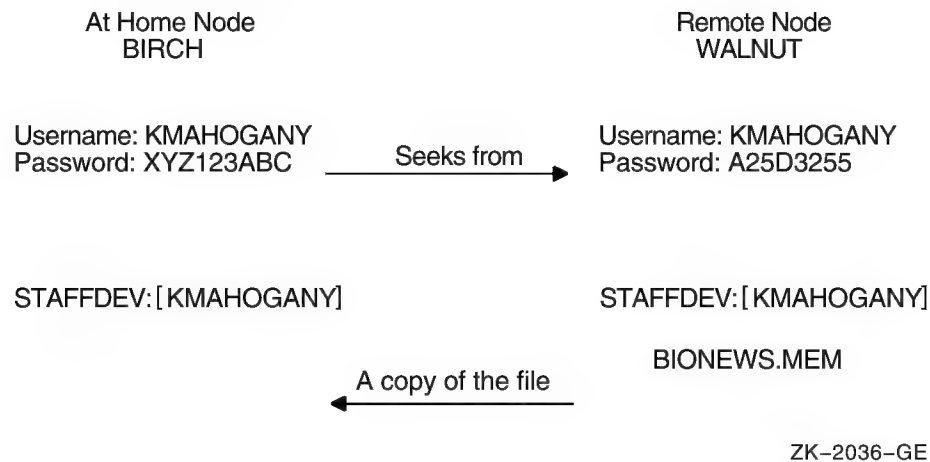 At Home Node
BIRCH
Remote Node
WALNUT
Username: KMAHOGANY
Password: XYZ123ABC
Seeks from
Username: KMAHOGANY
Password: A25D3255
STAFFDEV:[KMAHOGANY]
STAFFDEV:[KMAHOGANY]
BIONEWS.MEM
A copy of the file
ZK–2036–GE